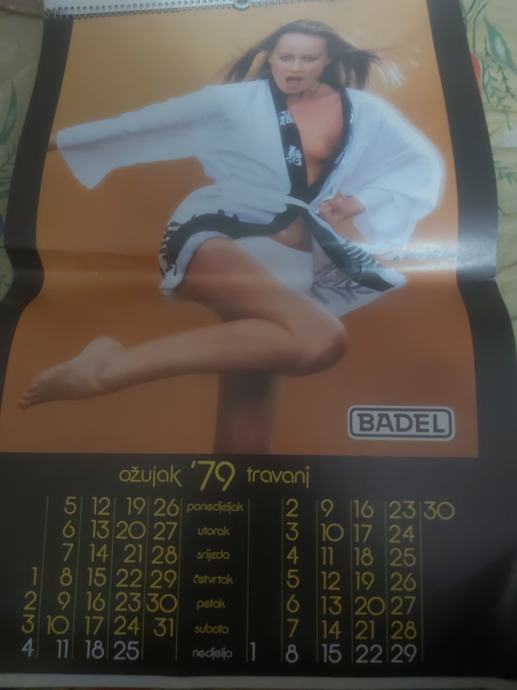 福
寿
BADEL
ožujak '79 travanj
5 12 19 26 ponedjeljak 2 9 16 23 30
6 13 20 27 utorak 3 10 17 24
7 14 21 28 srijeda 4 11 18 25
1 8 15 22 29 četvrtak 5 12 19 26
2 9 16 23 30 petak 6 13 20 27
3 10 17 24 31 subota 7 14 21 28
4 11 18 25 nedjelja 1 8 15 22 29